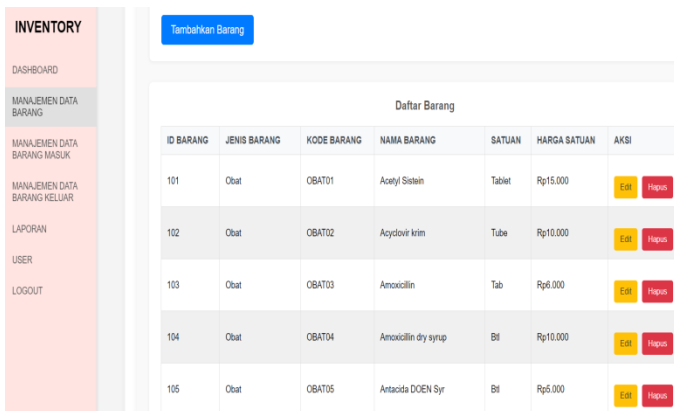 INVENTORY
DASHBOARD
MANAJEMEN DATA
BARANG
MANAJEMEN DATA
BARANG MASUK
MANAJEMEN DATA
BARANG KELUAR
LAPORAN
USER
LOGOUT
Tambahkan Barang
Daftar Barang
ID BARANG JENIS BARANG KODE BARANG NAMA BARANG SATUAN HARGA SATUAN AKSI
101 Obat OBAT01 Acetyl Sistein Tablet Rp15.000 Edit Hapus
102 Obat OBAT02 Acyclovir krim Tube Rp10.000 Edit Hapus
103 Obat OBAT03 Amoxicillin Tab Rp6.000 Edit Hapus
104 Obat OBAT04 Amoxicillin dry syrup Btl Rp10.000 Edit Hapus
105 Obat OBAT05 Antacida DOEN Syr Btl Rp5.000 Edit Hapus